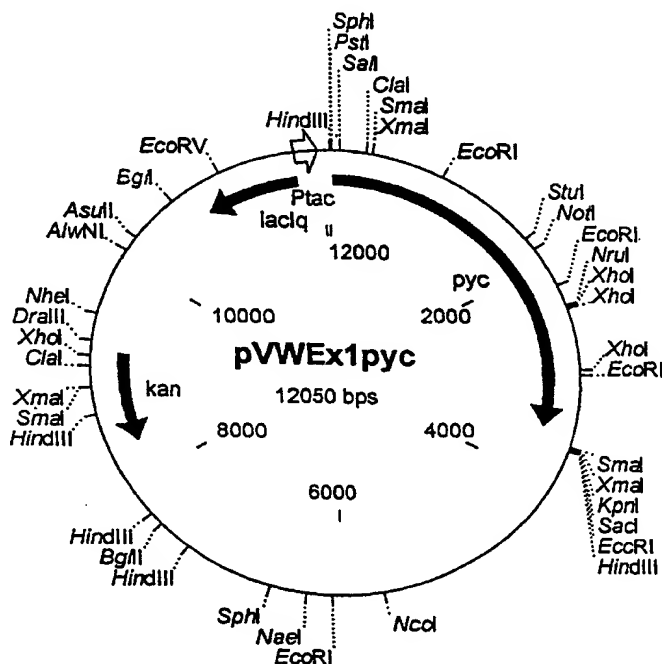 SphI
PstI
SalI
ClaI
SmaI
XmaI
HindIII
EcoRV
BglI
AsuII
AlwNI
EcoRI
StuI
NotI
EcoRI
NruI
XhoI
XhoI
Ptac
lacIq
12000
pyc
10000
2000
NheI
DraIII
XhoI
ClaI
XmaI
SmaI
HindIII
pVWEx1pyc
12050 bps
kan
8000
4000
6000
XhoI
EcoRI
SmaI
XmaI
KpnI
SacI
EccRI
HindIII
HindIII
BglII
HindIII
SphI
NaeI
EcoRI
NcoI